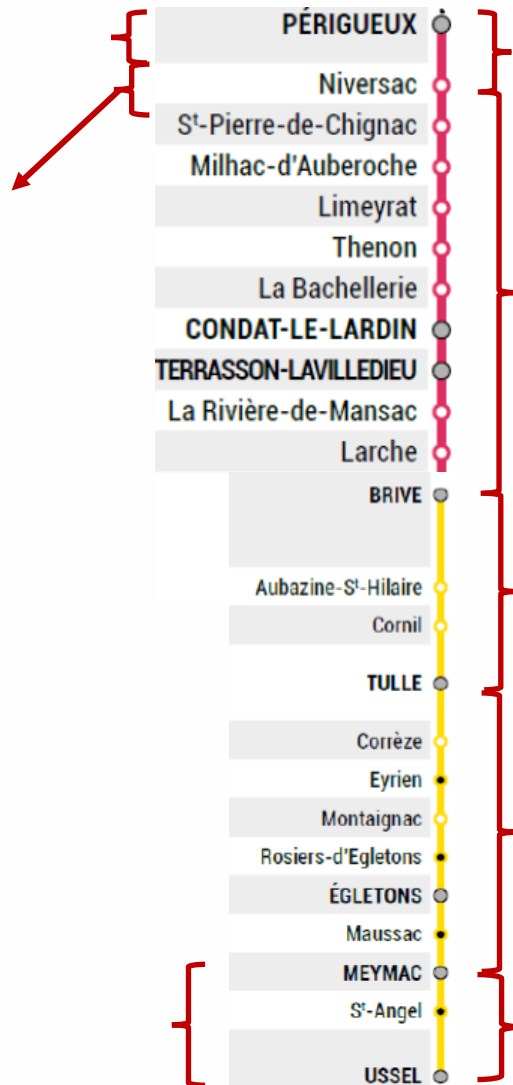 PÉRIGUEUX
Niversac
Sᵗ-Pierre-de-Chignac
Milhac-d'Auberoche
Limeyrat
Thenon
La Bachellerie
CONDAT-LE-LARDIN
TERRASSON-LAVILLEDIEU
La Rivière-de-Mansac
Larche
BRIVE
Aubazine-Sᵗ-Hilaire
Cornil
TULLE
Corrèze
Eyrien
Montaignac
Rosiers-d'Egletons
ÉGLETONS
Maussac
MEYMAC
Sᵗ-Angel
USSEL